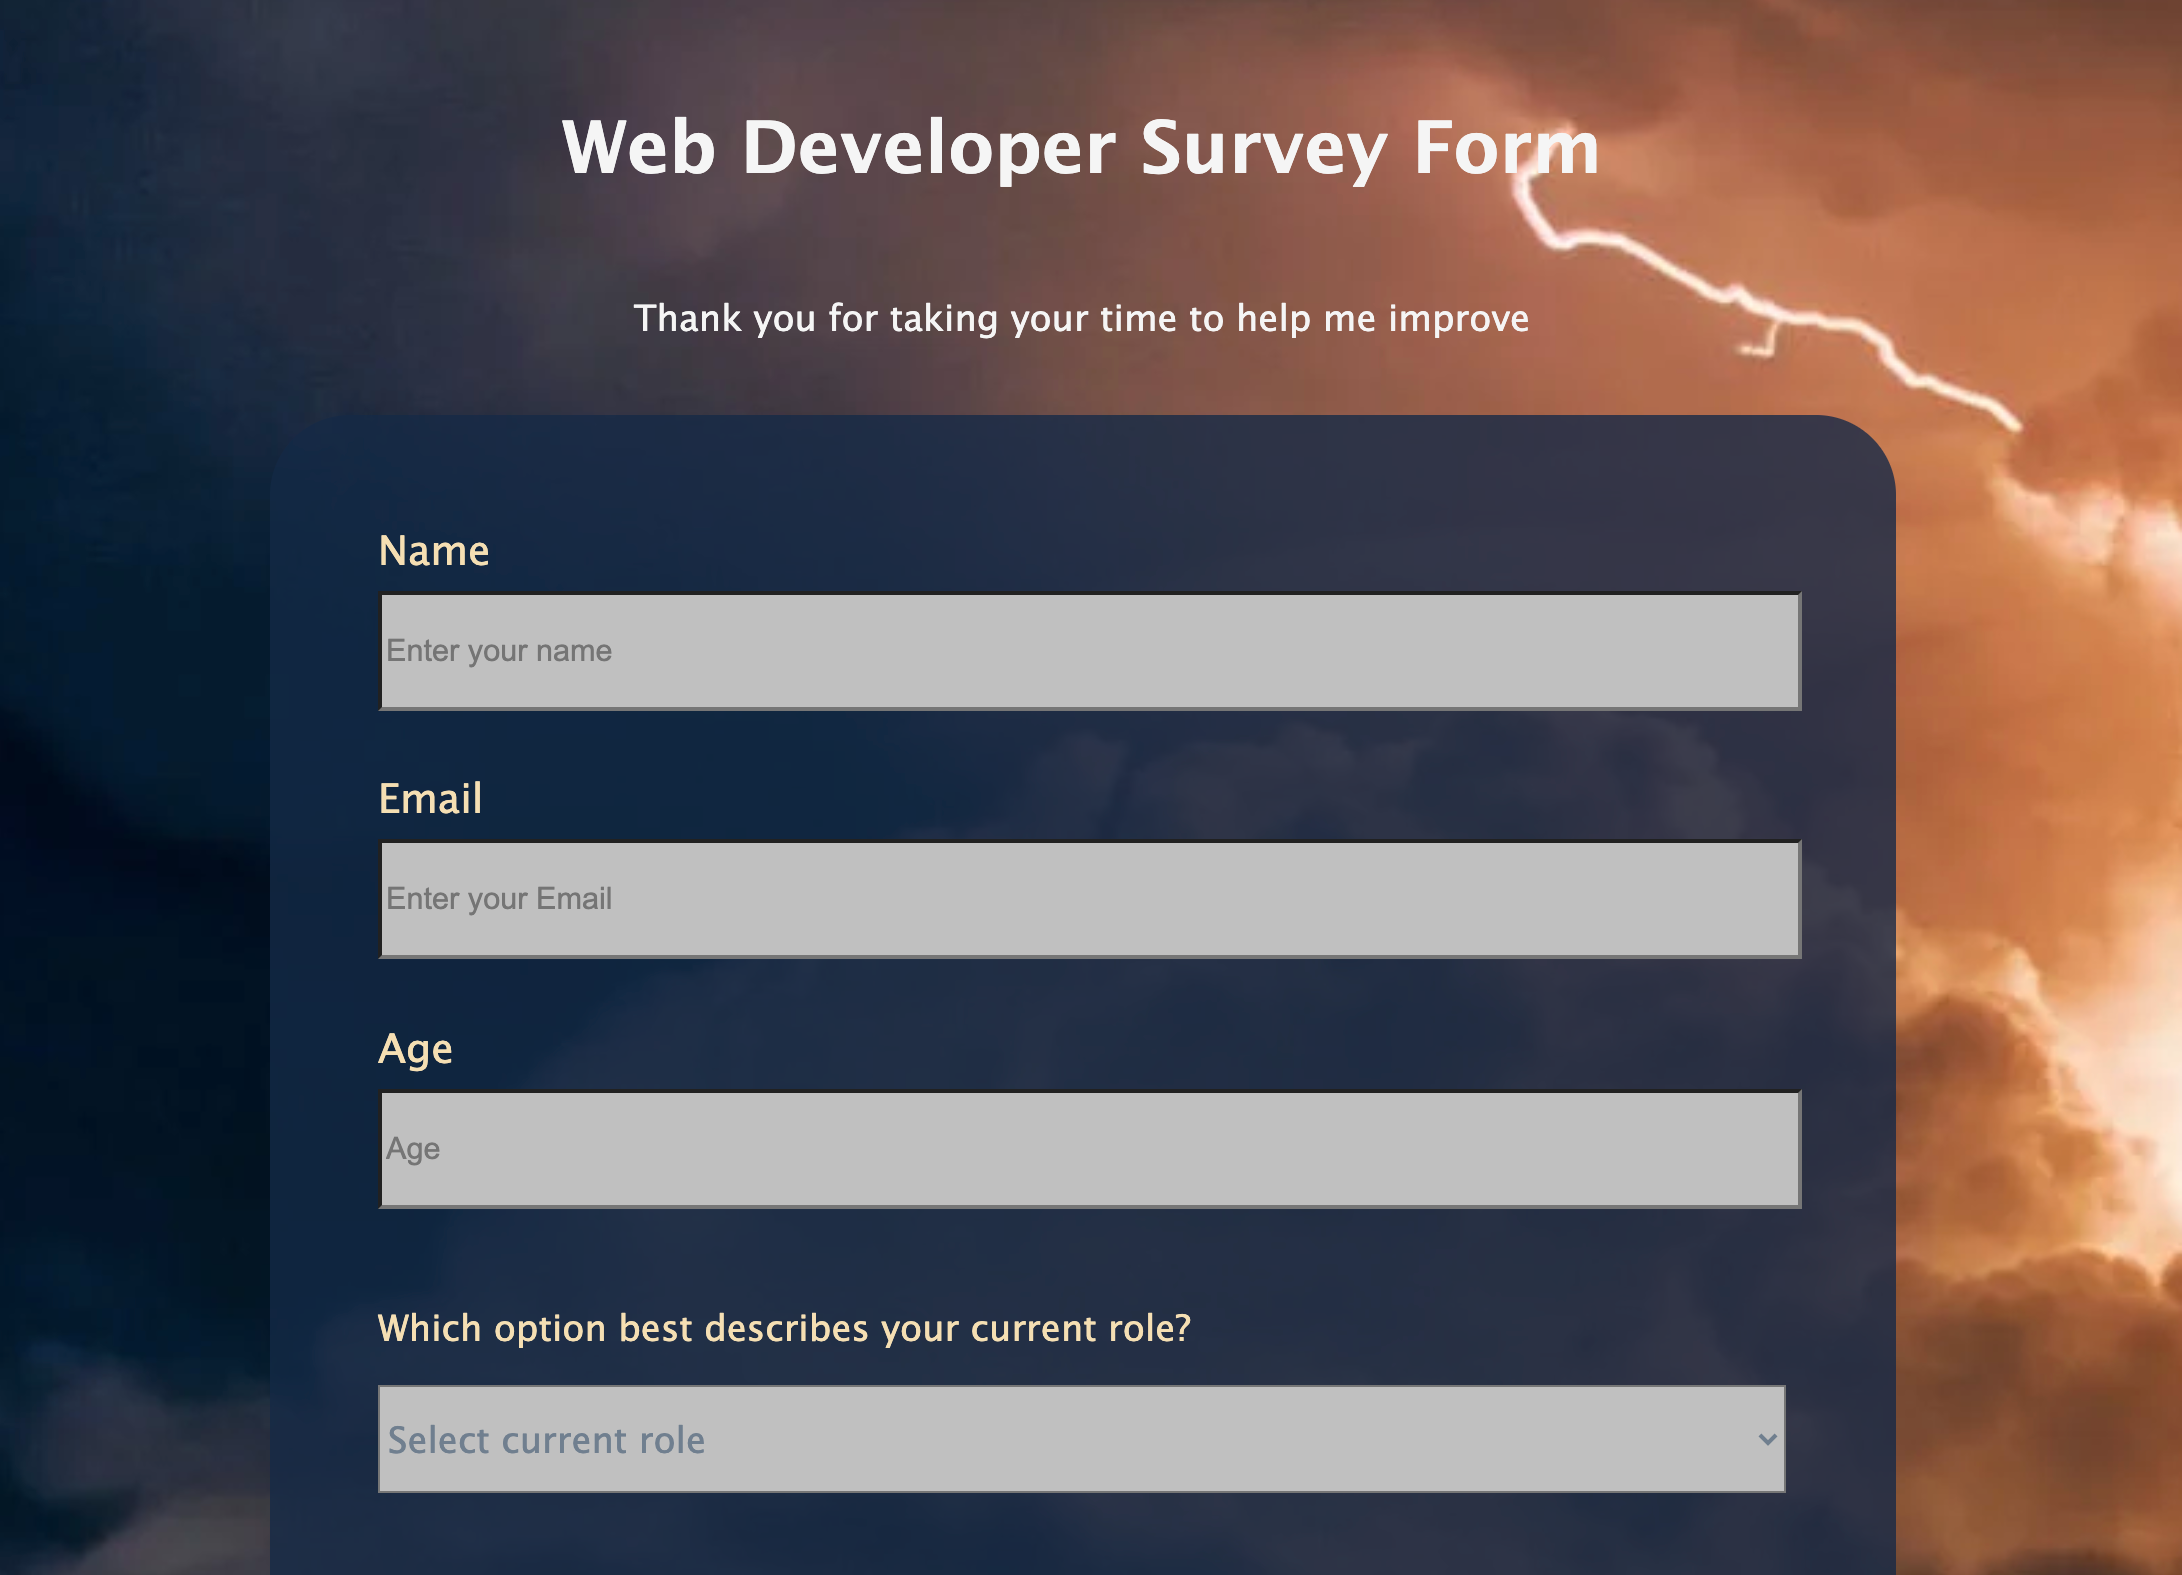 Web Developer Survey Form
Thank you for taking your time to help me improve
Name
Enter your name
Email
Enter your Email
Age
Age
Which option best describes your current role?
Select current role